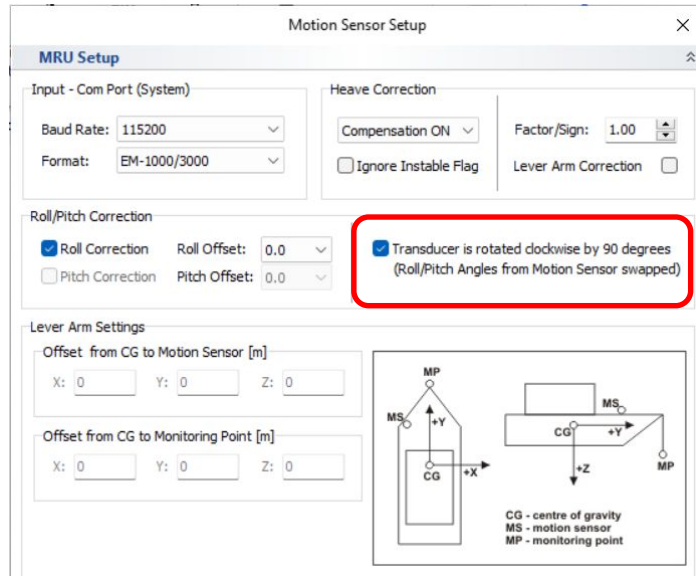 Motion Sensor Setup
MRU Setup
Input - Com Port (System)
Baud Rate: 115200
Format: EM-1000/3000
Heave Correction
Compensation ON
Factor/Sign: 1.00
Ignore Instable Flag
Lever Arm Correction
Roll/Pitch Correction
Roll Correction Roll Offset: 0.0
Pitch Correction Pitch Offset: 0.0
Transducer is rotated clockwise by 90 degrees
(Roll/Pitch Angles from Motion Sensor swapped)
Lever Arm Settings
Offset from CG to Motion Sensor [m]
X: 0 Y: 0 Z: 0
Offset from CG to Monitoring Point [m]
X: 0 Y: 0 Z: 0
MP
MS
+Y
CG
+X
MS
CG
+Y
+Z
MP
CG - centre of gravity
MS - motion sensor
MP - monitoring point